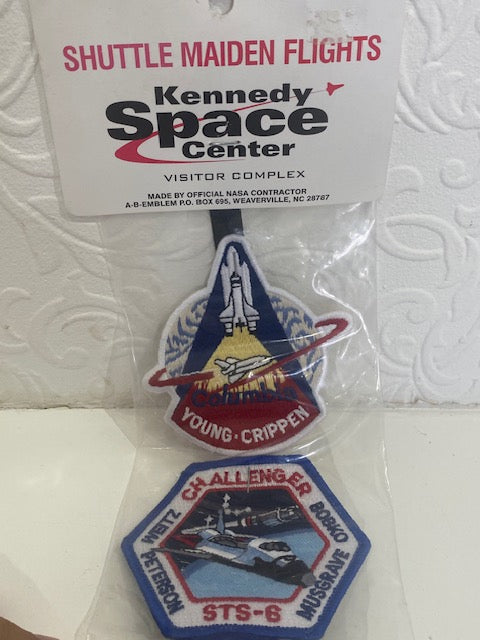 SHUTTLE MAIDEN FLIGHTS
Kennedy
Space
Center
VISITOR COMPLEX
MADE BY OFFICIAL NASA CONTRACTOR
A-B-EMBLEM P.O. BOX 695, WEAVERVILLE, NC 28787
Columbia
YOUNG·CRIPPEN
CHALLENGER
WEITZ BOBKO
PETERSON MUSGRAVE
STS-6